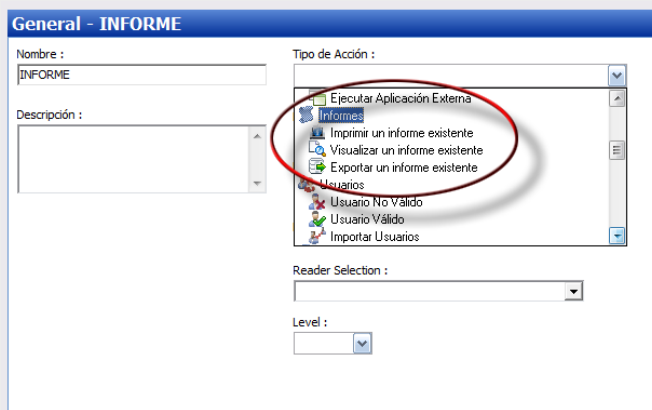 General - INFORME
Nombre :
INFORME
Descripción :
Tipo de Acción :
Ejecutar Aplicación Externa
Informes
Imprimir un informe existente
Visualizar un informe existente
Exportar un informe existente
Usuarios
Usuario No Válido
Usuario Válido
Importar Usuarios
Reader Selection :
Level :